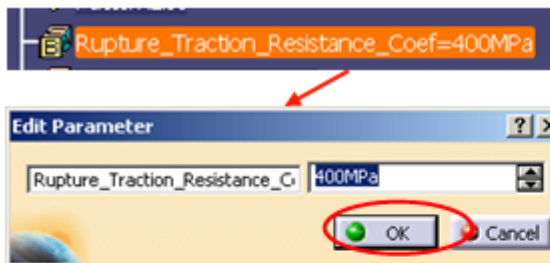 Rupture_Traction_Resistance_Coef=400MPa
Edit Parameter
Rupture_Traction_Resistance_C 400MPa
OK Cancel